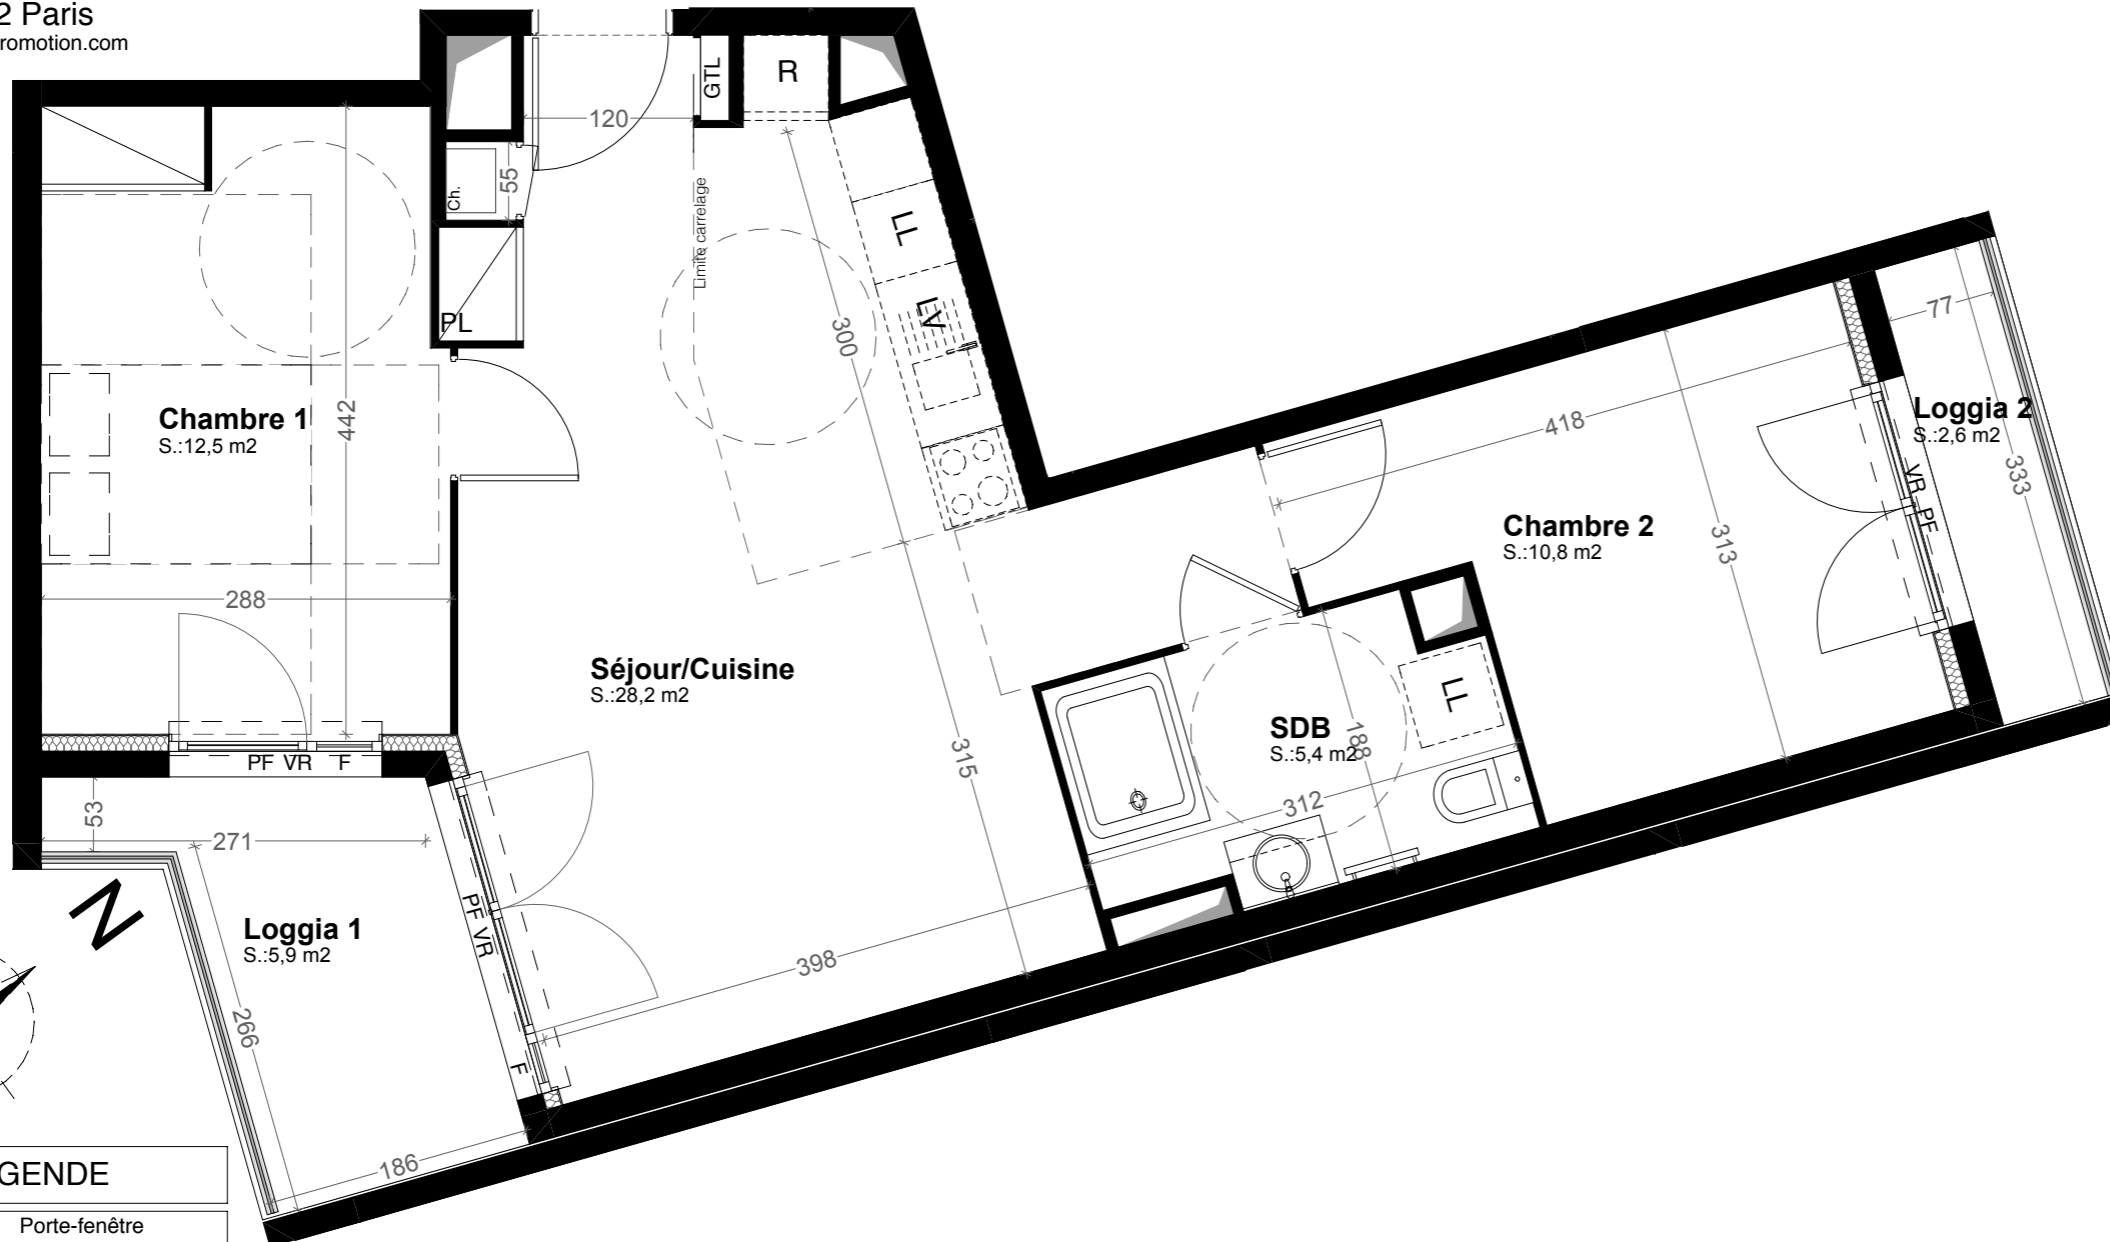 2 Paris
romotion.com
GTL
R
120
Ch.
55
Limite carrelage
PL
LL
LV
300
442
Chambre 1
S.:12,5 m2
288
PF VR F
53
271
Loggia 1
S.:5,9 m2
266
186
N
Séjour/Cuisine
S.:28,2 m2
315
PF VR
F
398
SDB
S.:5,4 m2
188
312
LL
Chambre 2
S.:10,8 m2
418
313
77
Loggia 2
S.:2,6 m2
333
VR PF
GENDE
Porte-fenêtre